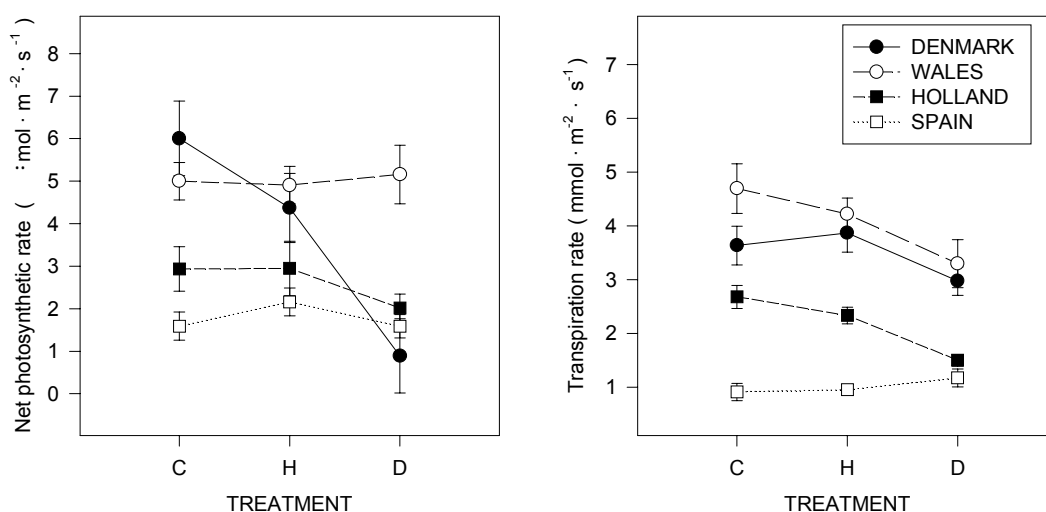 Net photosynthetic rate ( :mol · m-2 · s-1)
8
7
6
5
4
3
2
1
0
C H D
TREATMENT
Transpiration rate ( mmol · m-2 · s-1)
7
6
5
4
3
2
1
C H D
TREATMENT
DENMARK
WALES
HOLLAND
SPAIN